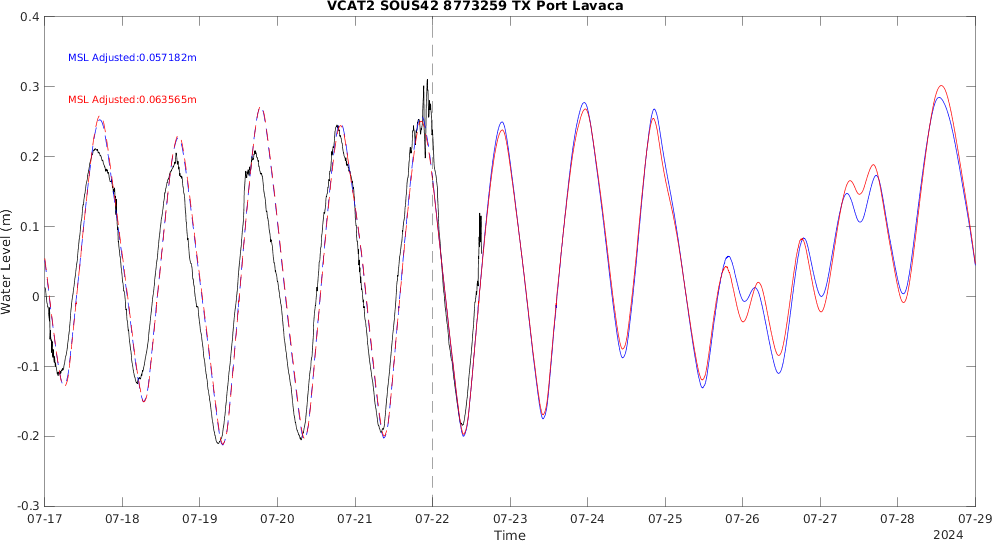 VCAT2 SOUS42 8773259 TX Port Lavaca
0.4
MSL Adjusted:0.057182m
0.3
MSL Adjusted:0.063565m
0.2
0.1
Water Level (m)
0
-0.1
-0.2
-0.3
07-17 07-18 07-19 07-20 07-21 07-22 07-23 07-24 07-25 07-26 07-27 07-28 07-29
Time
2024